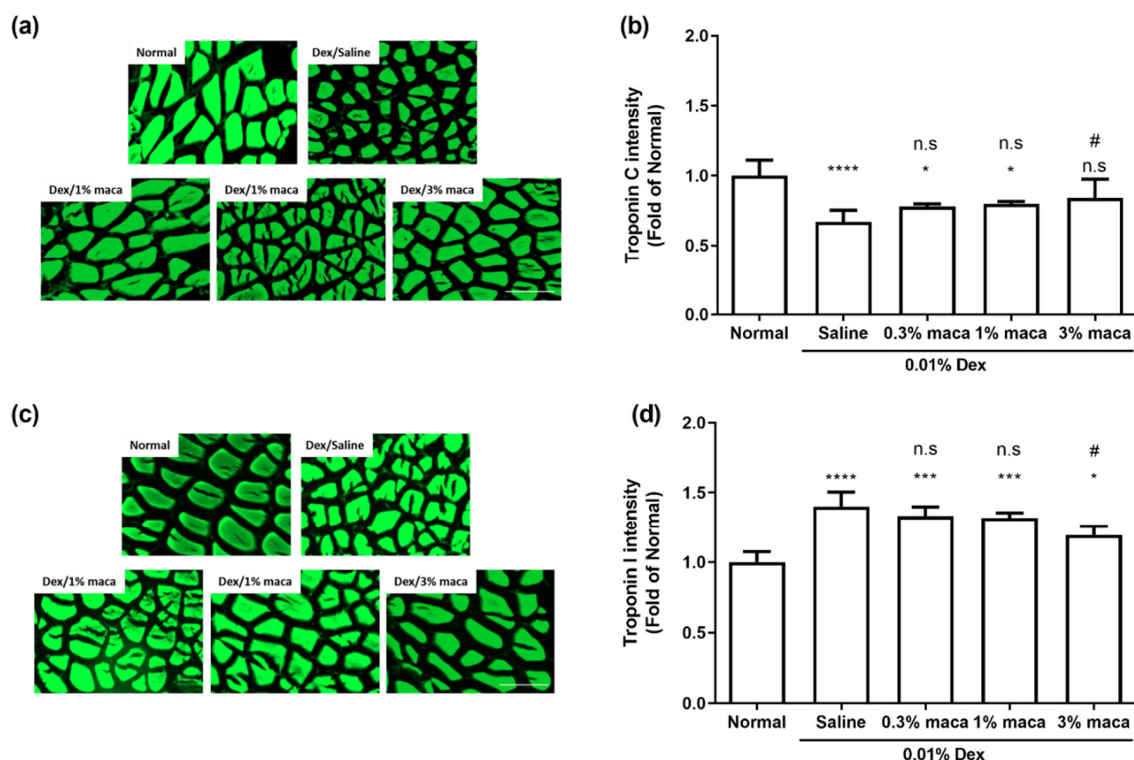 (a)
Normal
Dex/Saline
Dex/1% maca
Dex/1% maca
Dex/3% maca
(b)
Troponin C intensity
(Fold of Normal)
2.0
1.5
1.0
0.5
0.0
n.s
n.s
#
****
*
*
n.s
Normal
Saline
0.3% maca
1% maca
3% maca
0.01% Dex
(c)
Normal
Dex/Saline
Dex/1% maca
Dex/1% maca
Dex/3% maca
(d)
Troponin I intensity
(Fold of Normal)
2.0
1.5
1.0
0.5
0.0
n.s
n.s
#
****
***
***
*
Normal
Saline
0.3% maca
1% maca
3% maca
0.01% Dex